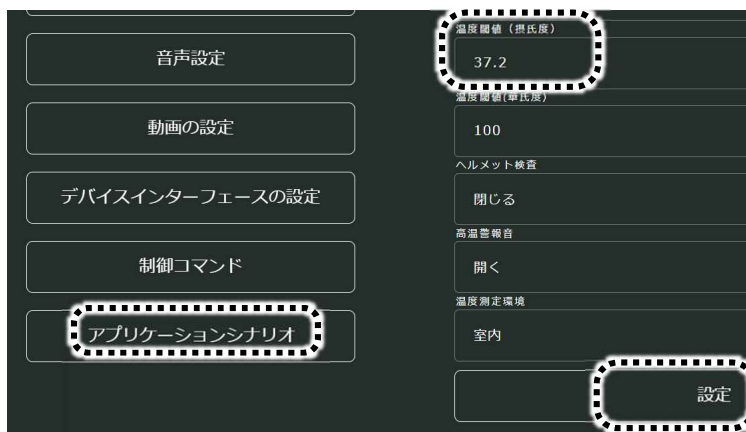 音声設定
動画の設定
デバイスインターフェースの設定
制御コマンド
アプリケーションシナリオ
温度閾値（摂氏度）
37.2
温度閾値(華氏度)
100
ヘルメット検査
閉じる
高温警報音
開く
温度測定環境
室内
設定